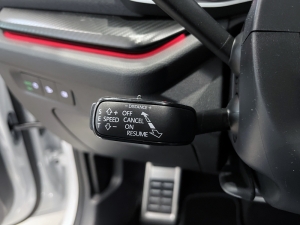 DISTANCE
S + OFF
E SPEED CANCEL
T - ON
RESUME